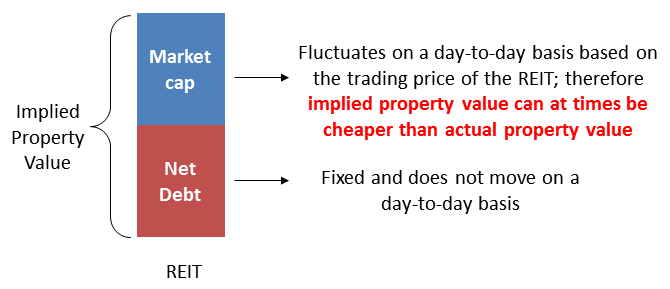 Implied
Property
Value
Market
cap
Net
Debt
REIT
Fluctuates on a day-to-day basis based on
the trading price of the REIT; therefore
implied property value can at times be
cheaper than actual property value
Fixed and does not move on a
day-to-day basis